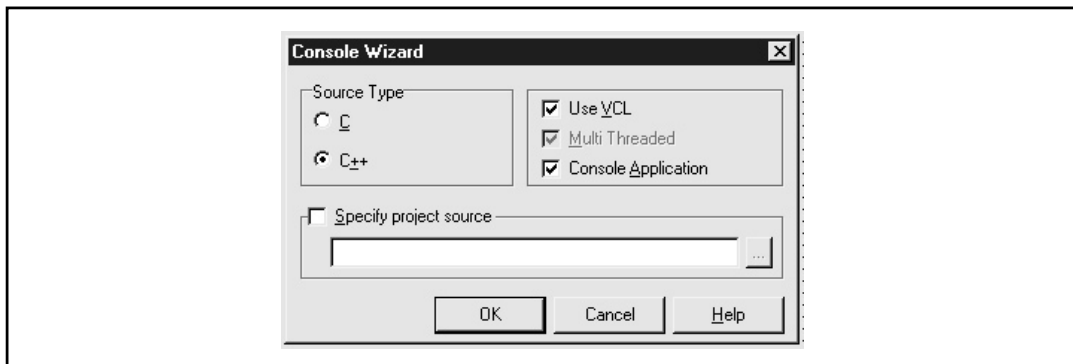 Console Wizard
Source Type
C
C++
Use VCL
Multi Threaded
Console Application
Specify project source
...
OK
Cancel
Help